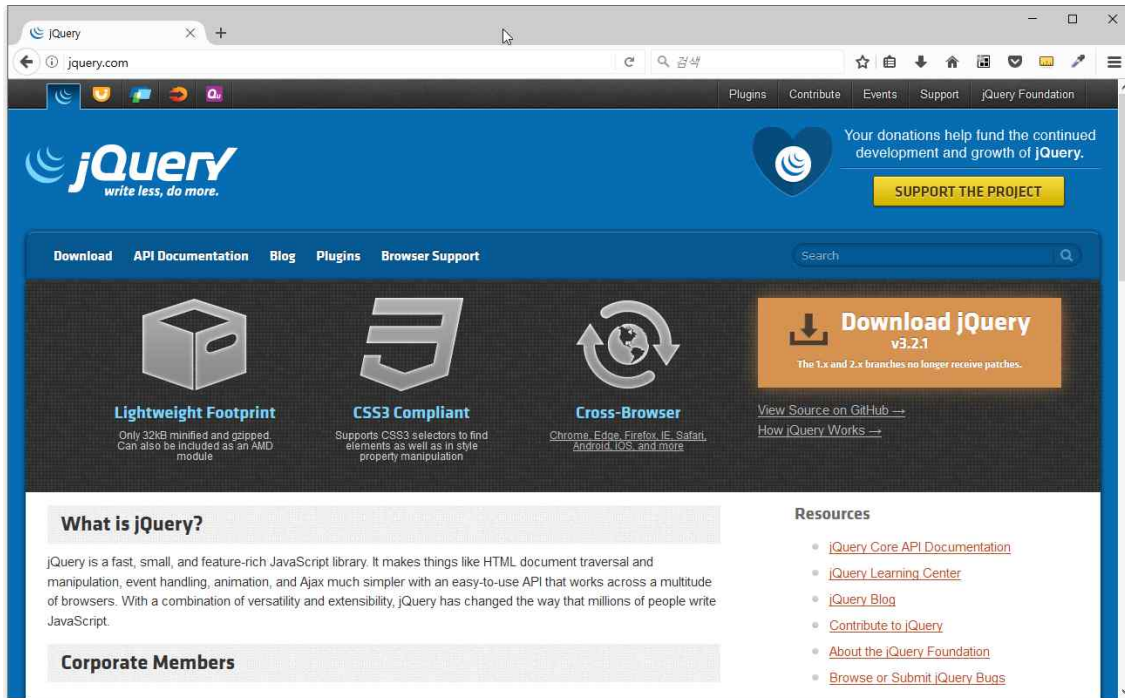 jQuery
jquery.com
검색
Plugins Contribute Events Support jQuery Foundation
jQuery
write less, do more.
Your donations help fund the continued
development and growth of jQuery.
SUPPORT THE PROJECT
Download API Documentation Blog Plugins Browser Support
Search
Lightweight Footprint
Only 32kB minified and gzipped.
Can also be included as an AMD
module
CSS3 Compliant
Supports CSS3 selectors to find
elements as well as in style
property manipulation
Cross-Browser
Chrome, Edge, Firefox, IE, Safari,
Android, iOS, and more
Download jQuery
v3.2.1
The 1.x and 2.x branches no longer receive patches.
View Source on GitHub →
How jQuery Works →
What is jQuery?
jQuery is a fast, small, and feature-rich JavaScript library. It makes things like HTML document traversal and
manipulation, event handling, animation, and Ajax much simpler with an easy-to-use API that works across a multitude
of browsers. With a combination of versatility and extensibility, jQuery has changed the way that millions of people write
JavaScript.
Corporate Members
Resources
jQuery Core API Documentation
jQuery Learning Center
jQuery Blog
Contribute to jQuery
About the jQuery Foundation
Browse or Submit jQuery Bugs